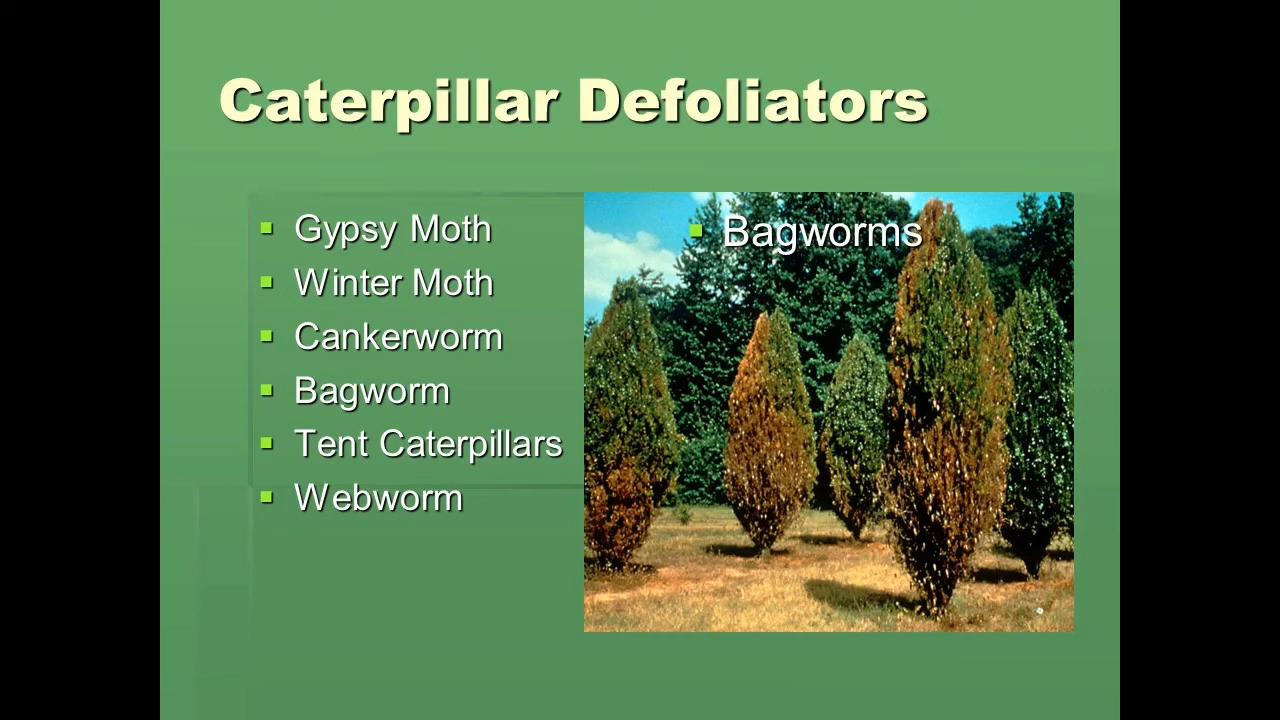 Caterpillar Defoliators
▪ Gypsy Moth
▪ Winter Moth
▪ Cankerworm
▪ Bagworm
▪ Tent Caterpillars
▪ Webworm
▪ Bagworms